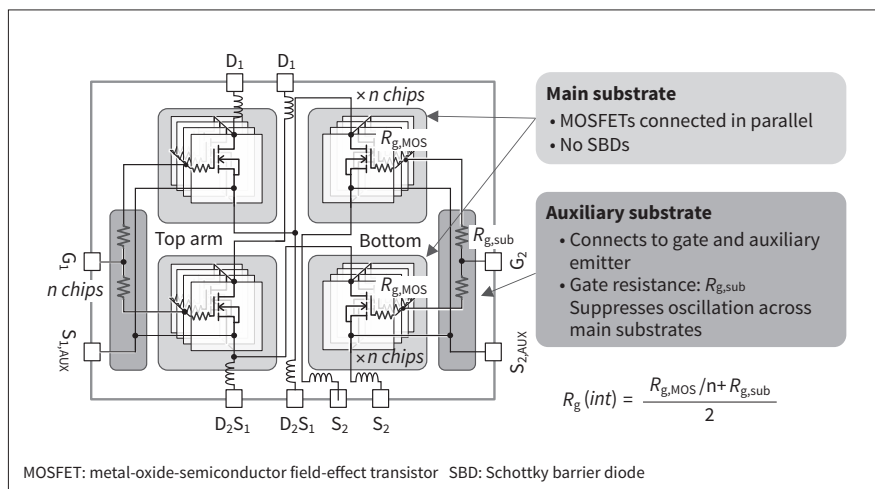 D1 D1
× n chips
Rg,MOS
Main substrate
• MOSFETs connected in parallel
• No SBDs
Top arm
Bottom
Rg,sub
G1
G2
n chips
Rg,MOS
Auxiliary substrate
• Connects to gate and auxiliary
emitter
• Gate resistance: Rg,sub
Suppresses oscillation across
main substrates
S1,AUX
S2,AUX
× n chips
D2S1 D2S1 S2 S2
Rg (int) = Rg,MOS /n+ Rg,sub
2
MOSFET: metal-oxide-semiconductor field-effect transistor SBD: Schottky barrier diode